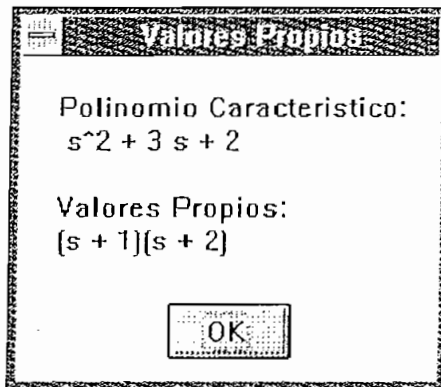 Valores Propios
Polinomio Caracteristico:
s^2 + 3 s + 2
Valores Propios:
(s + 1)(s + 2)
OK